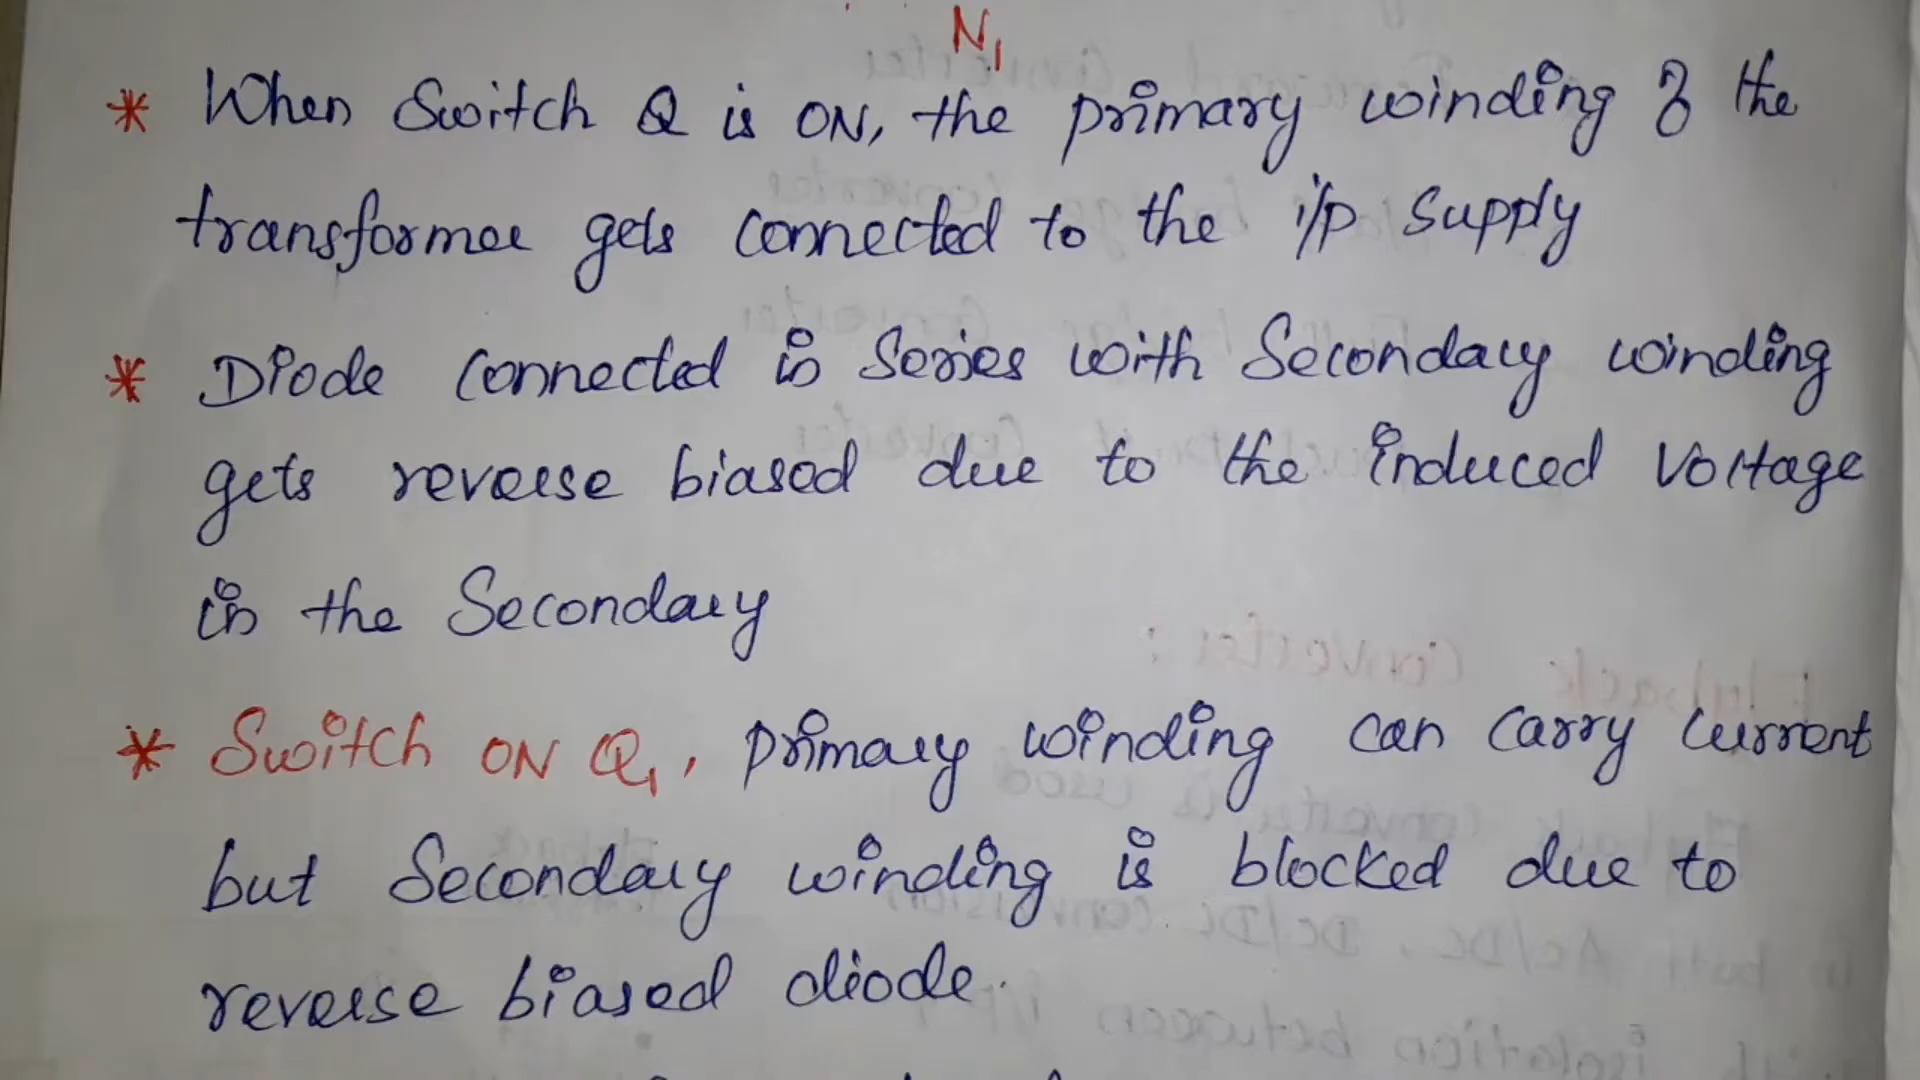 N₁
* When Switch Q is ON, the primary winding of the
transformer gets connected to the i/p Supply
* Diode connected in Series with Secondary winding
gets reverse biased due to the induced Voltage
in the Secondary
* Switch ON Q₁, primary winding can carry current
but Secondary winding is blocked due to
reverse biased diode.